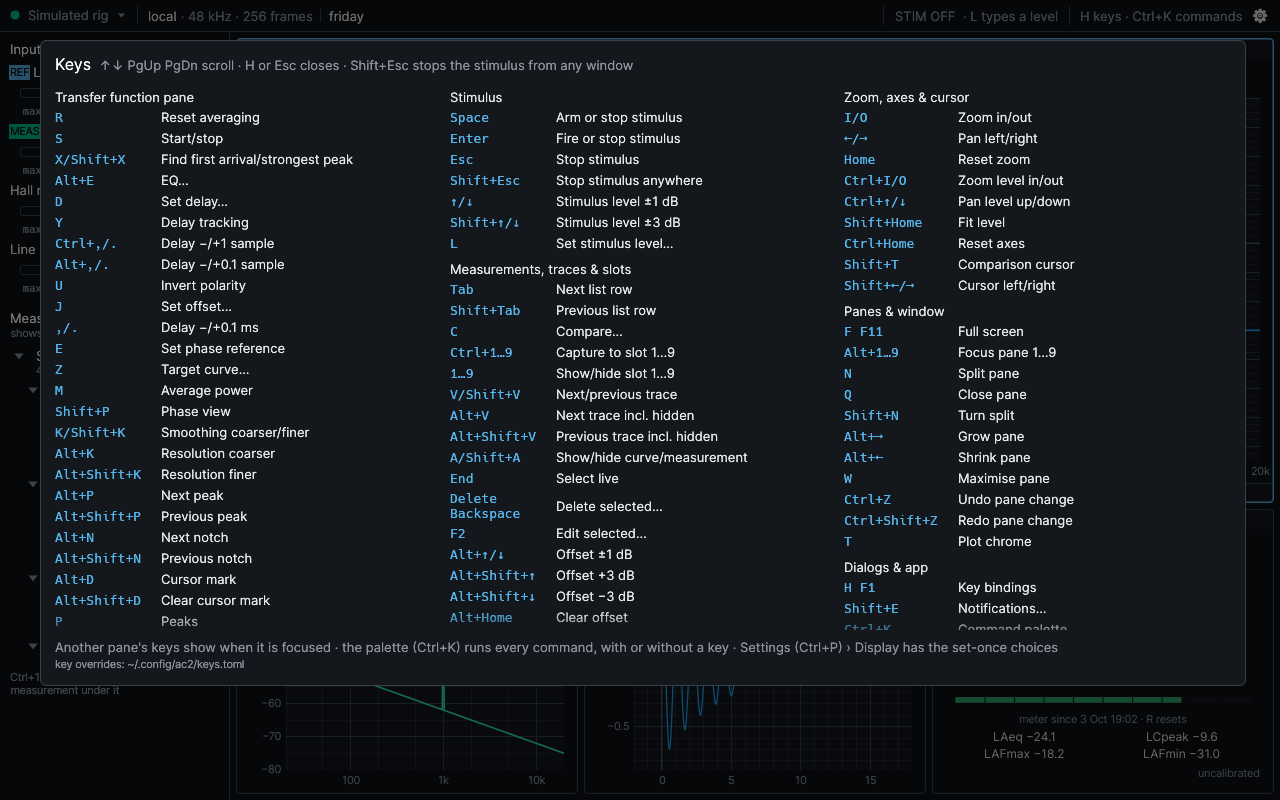 Simulated rig local · 48 kHz · 256 frames friday STIM OFF · L types a level H keys · Ctrl+K commands
Keys ↑↓ PgUp PgDn scroll · H or Esc closes · Shift+Esc stops the stimulus from any window
Transfer function pane
R Reset averaging
S Start/stop
X/Shift+X Find first arrival/strongest peak
Alt+E EQ…
D Set delay…
Y Delay tracking
Ctrl+,/. Delay −/+1 sample
Alt+,/. Delay −/+0.1 sample
U Invert polarity
J Set offset…
,/. Delay −/+0.1 ms
E Set phase reference
Z Target curve…
M Average power
Shift+P Phase view
K/Shift+K Smoothing coarser/finer
Alt+K Resolution coarser
Alt+Shift+K Resolution finer
Alt+P Next peak
Alt+Shift+P Previous peak
Alt+N Next notch
Alt+Shift+N Previous notch
Alt+D Cursor mark
Alt+Shift+D Clear cursor mark
P Peaks
Stimulus
Space Arm or stop stimulus
Enter Fire or stop stimulus
Esc Stop stimulus
Shift+Esc Stop stimulus anywhere
↑/↓ Stimulus level ±1 dB
Shift+↑/↓ Stimulus level ±3 dB
L Set stimulus level…
Measurements, traces & slots
Tab Next list row
Shift+Tab Previous list row
C Compare…
Ctrl+1…9 Capture to slot 1…9
1…9 Show/hide slot 1…9
V/Shift+V Next/previous trace
Alt+V Next trace incl. hidden
Alt+Shift+V Previous trace incl. hidden
A/Shift+A Show/hide curve/measurement
End Select live
Delete
Backspace Delete selected…
F2 Edit selected…
Alt+↑/↓ Offset ±1 dB
Alt+Shift+↑ Offset +3 dB
Alt+Shift+↓ Offset −3 dB
Alt+Home Clear offset
Zoom, axes & cursor
I/O Zoom in/out
←/→ Pan left/right
Home Reset zoom
Ctrl+I/O Zoom level in/out
Ctrl+↑/↓ Pan level up/down
Shift+Home Fit level
Ctrl+Home Reset axes
Shift+T Comparison cursor
Shift+←/→ Cursor left/right
Panes & window
F F11 Full screen
Alt+1…9 Focus pane 1…9
N Split pane
Q Close pane
Shift+N Turn split
Alt+→ Grow pane
Alt+← Shrink pane
W Maximise pane
Ctrl+Z Undo pane change
Ctrl+Shift+Z Redo pane change
T Plot chrome
Dialogs & app
H F1 Key bindings
Shift+E Notifications…
Ctrl+K Command palette
Another pane's keys show when it is focused · the palette (Ctrl+K) runs every command, with or without a key · Settings (Ctrl+P) › Display has the set-once choices
key overrides: ~/.config/ac2/keys.toml
Input
REF L
max
MEAS
max
Hall
max
Line
max
Meas
shows
Ctrl+1
measurement under it
20k
−60
−70
−80
100 1k 10k
−0.5
0 5 10 15
meter since 3 Oct 19:02 · R resets
LAeq −24.1 LCpeak −9.6
LAFmax −18.2 LAFmin −31.0
uncalibrated